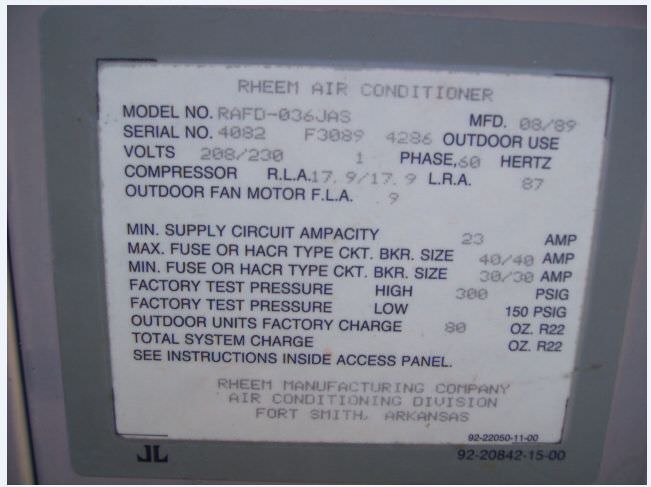 RHEEM AIR CONDITIONER
MODEL NO. RAFD-036JAS MFD. 08/89
SERIAL NO. 4082 F3089 4286 OUTDOOR USE
VOLTS 208/230 1 PHASE, 60 HERTZ
COMPRESSOR R.L.A. 17.9/17.9 L.R.A. 87
OUTDOOR FAN MOTOR F.L.A. .9
MIN. SUPPLY CIRCUIT AMPACITY 23 AMP
MAX. FUSE OR HACR TYPE CKT. BKR. SIZE 40/40 AMP
MIN. FUSE OR HACR TYPE CKT. BKR. SIZE 30/30 AMP
FACTORY TEST PRESSURE HIGH 300 PSIG
FACTORY TEST PRESSURE LOW 150 PSIG
OUTDOOR UNITS FACTORY CHARGE 80 OZ. R22
TOTAL SYSTEM CHARGE OZ. R22
SEE INSTRUCTIONS INSIDE ACCESS PANEL.
RHEEM MANUFACTURING COMPANY
AIR CONDITIONING DIVISION
FORT SMITH, ARKANSAS
92-22050-11-00
JL 92-20842-15-00